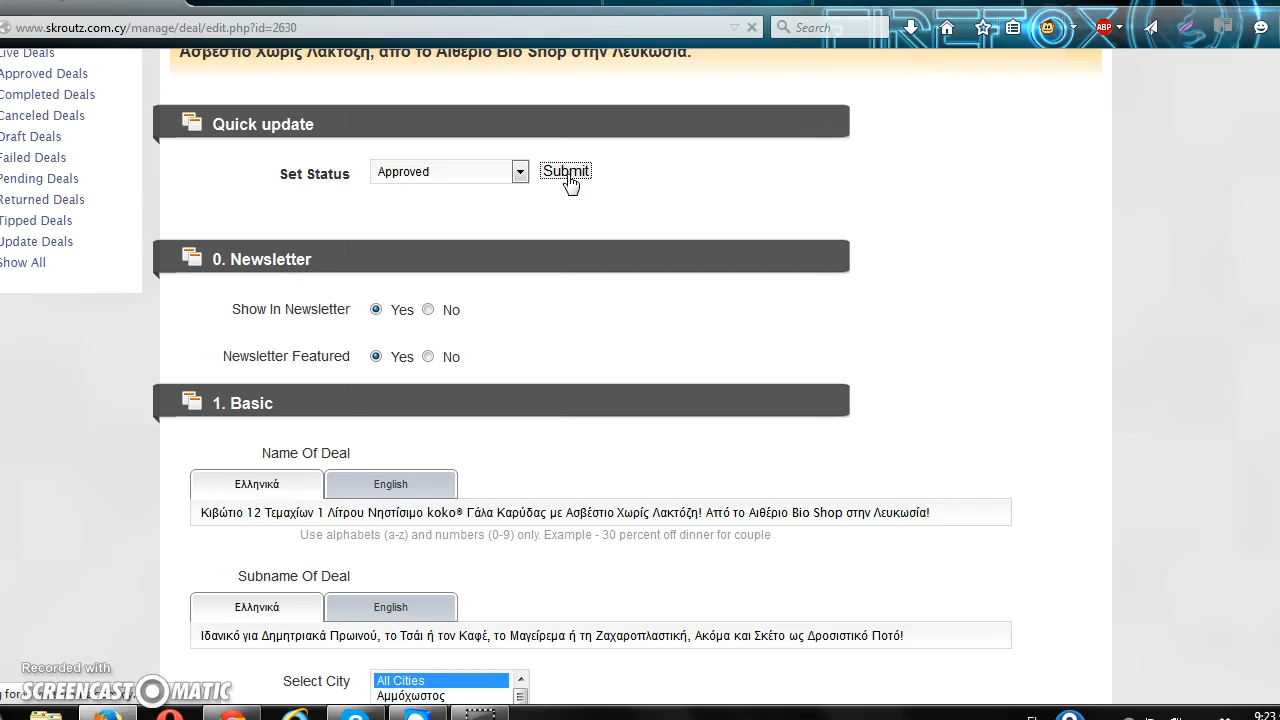 www.skroutz.com.cy/manage/deal/edit.php?id=2630
Search
ABP
FIREFOX
Live Deals
Approved Deals
Completed Deals
Canceled Deals
Draft Deals
Failed Deals
Pending Deals
Returned Deals
Tipped Deals
Update Deals
Show All
Ασβέστιο Χωρίς Λακτόζη, από το Αιθέριο Bio Shop στην Λευκωσία.
Quick update
Set Status
Approved
Submit
0. Newsletter
Show In Newsletter
Yes
No
Newsletter Featured
Yes
No
1. Basic
Name Of Deal
Ελληνικά
English
Κιβώτιο 12 Τεμαχίων 1 Λίτρου Νηστίσιμο koko® Γάλα Καρύδας με Ασβέστιο Χωρίς Λακτόζη! Από το Αιθέριο Bio Shop στην Λευκωσία!
Use alphabets (a-z) and numbers (0-9) only. Example - 30 percent off dinner for couple
Subname Of Deal
Ελληνικά
English
Ιδανικό για Δημητριακά Πρωινού, το Τσάι ή τον Καφέ, το Μαγείρεμα ή τη Ζαχαροπλαστική, Ακόμα και Σκέτο ως Δροσιστικό Ποτό!
Select City
All Cities
Αμμόχωστος
Recorded with
SCREENCAST-O-MATIC
9:23